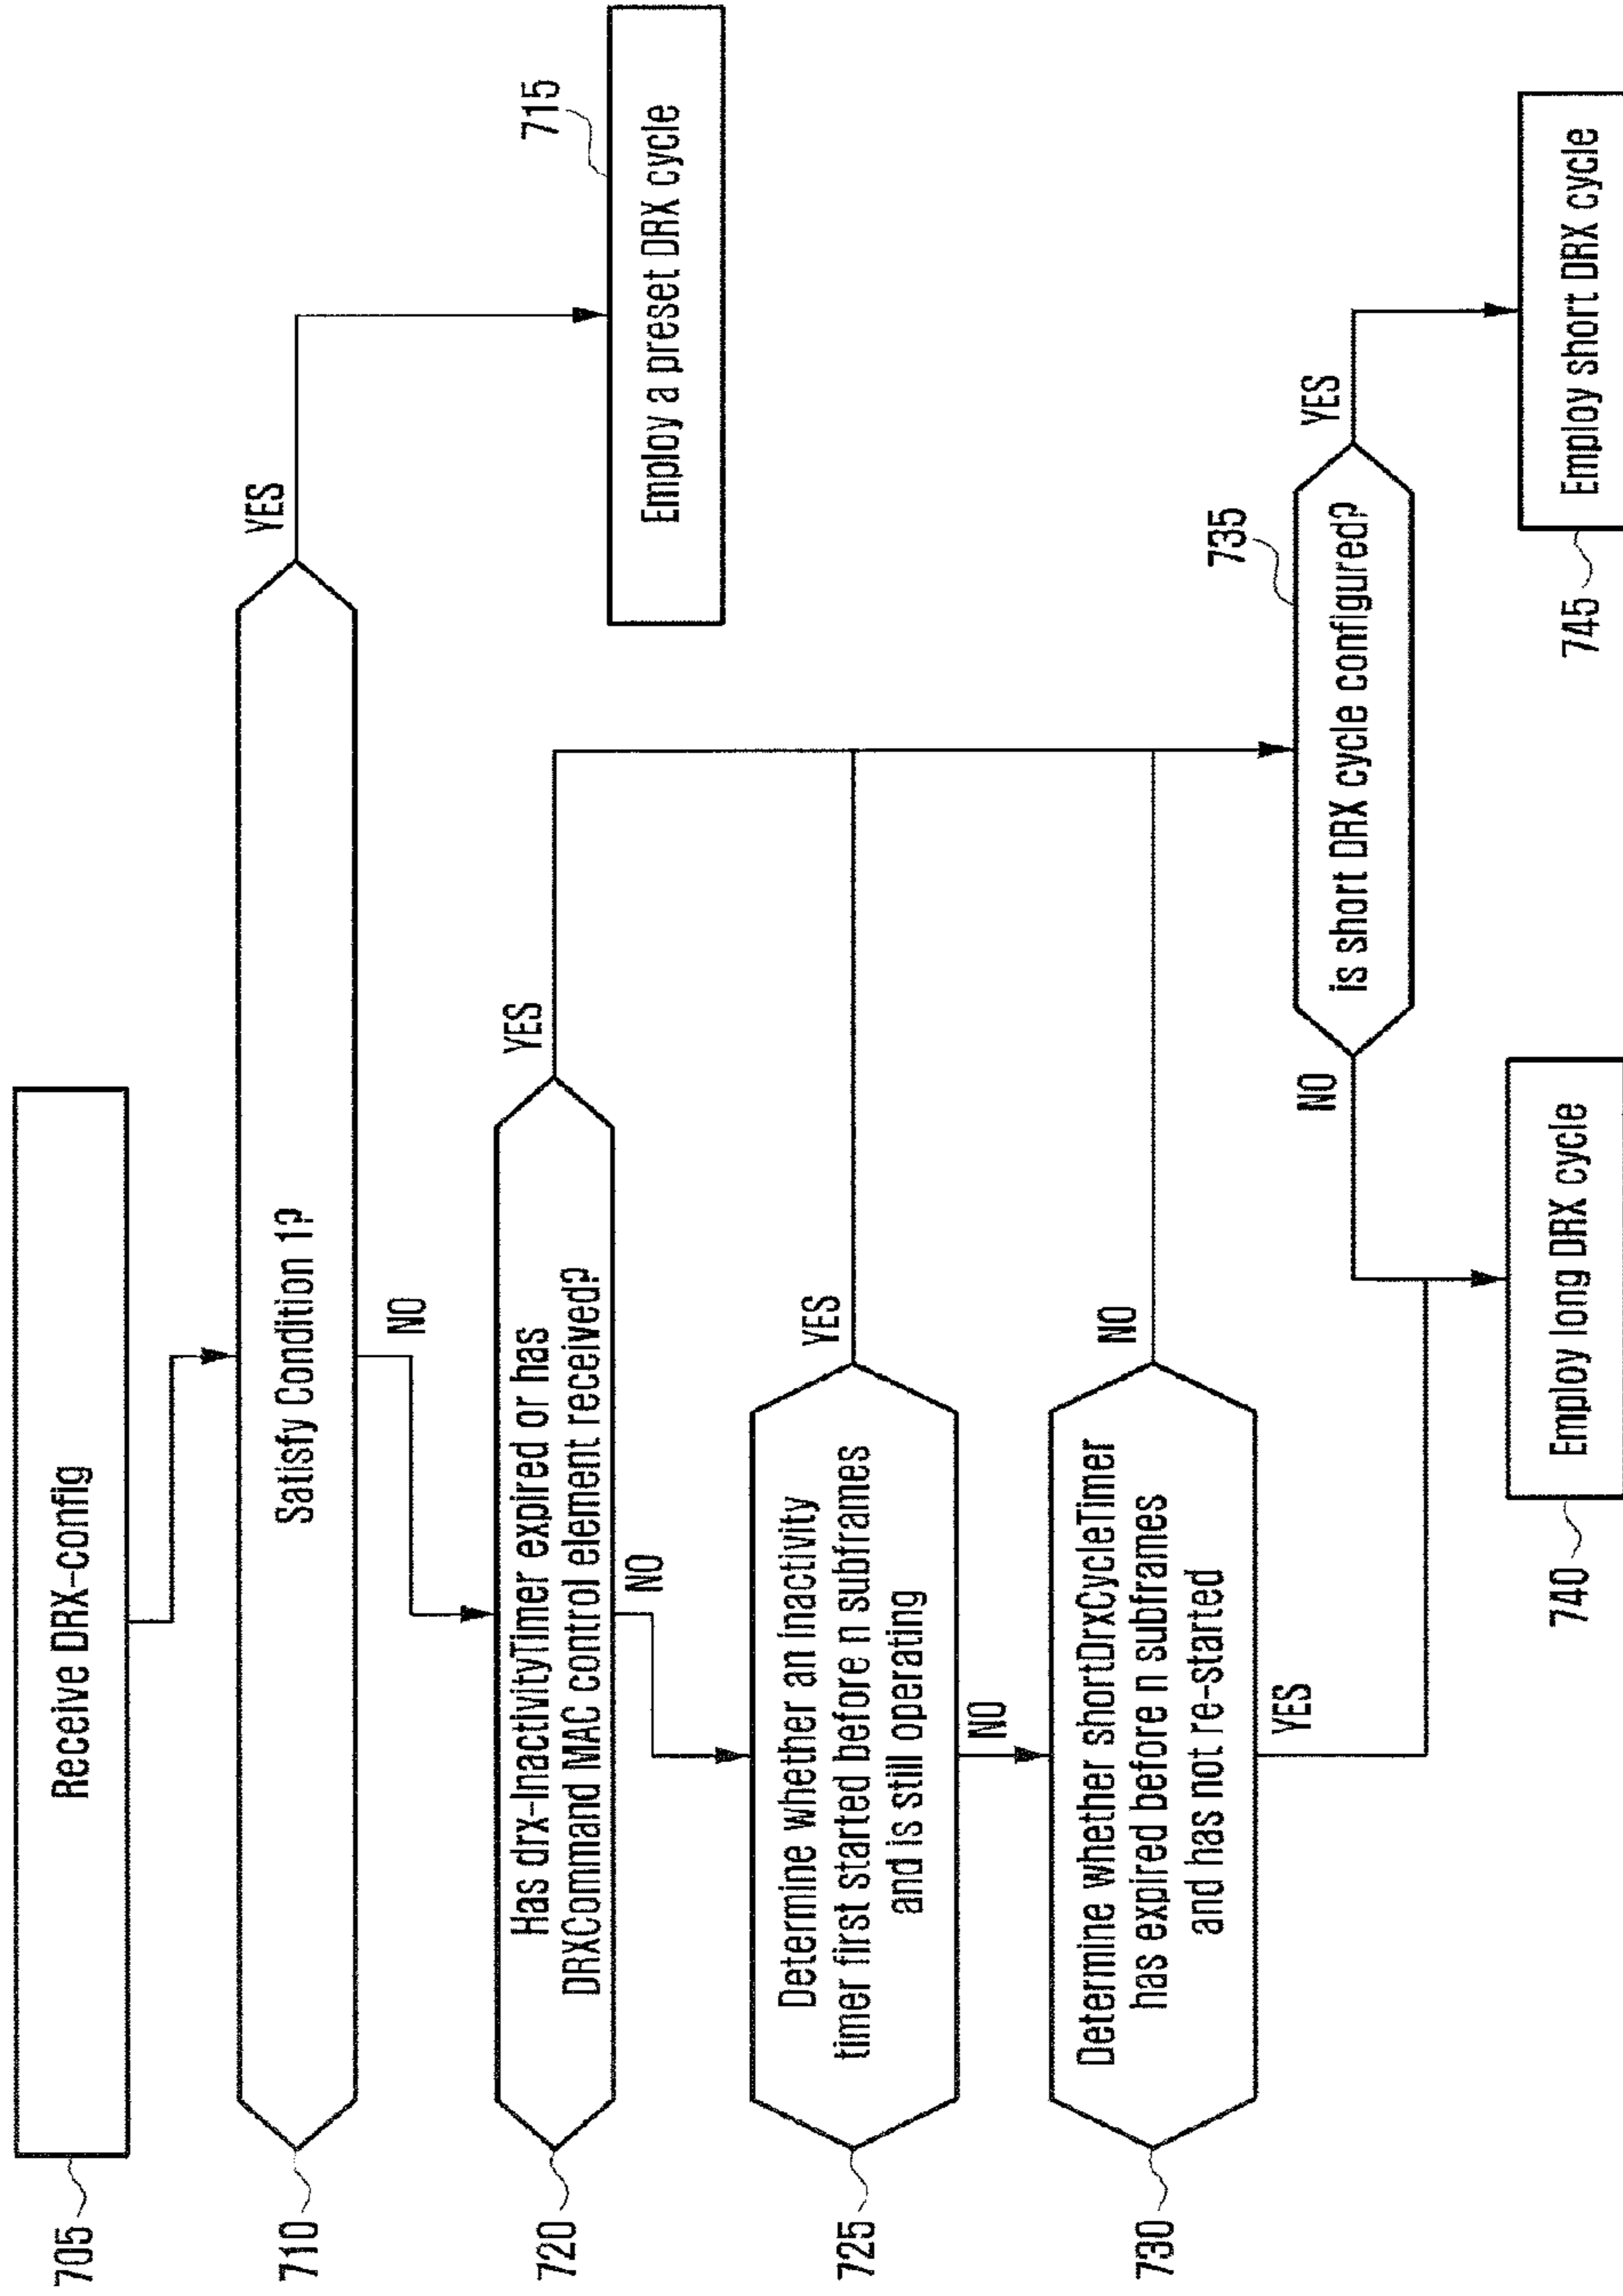 705
Receive DRX-config
710
Satisfy Condition 1?
YES
NO
715
Employ a preset DRX cycle
720
Has drx-InactivityTimer expired or has
DRXCommand MAC control element received?
YES
NO
725
Determine whether an inactivity
timer first started before n subframes
and is still operating
YES
NO
730
Determine whether shortDrxCycleTimer
has expired before n subframes
and has not re-started
NO
YES
735
is short DRX cycle configured?
NO
YES
740
Employ long DRX cycle
745
Employ short DRX cycle